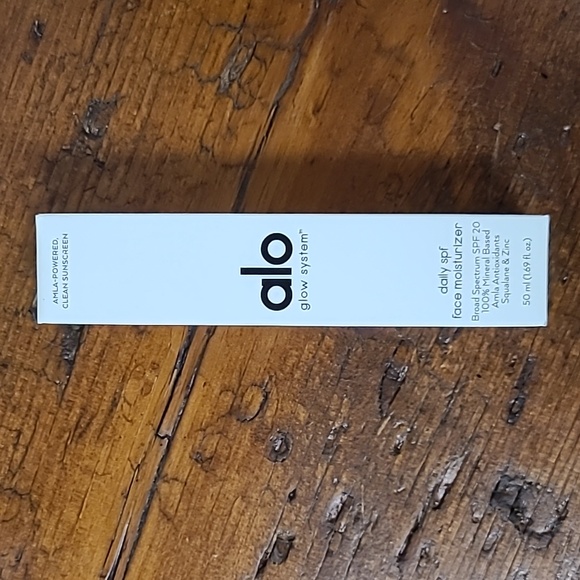 AMLA-POWERED,
CLEAN SUNSCREEN
alo
glow system™
daily spf
face moisturizer
Broad Spectrum SPF 20
100% Mineral Based
Amla Antioxidants
Squalane & Zinc
50 ml (1.69 fl. oz.)